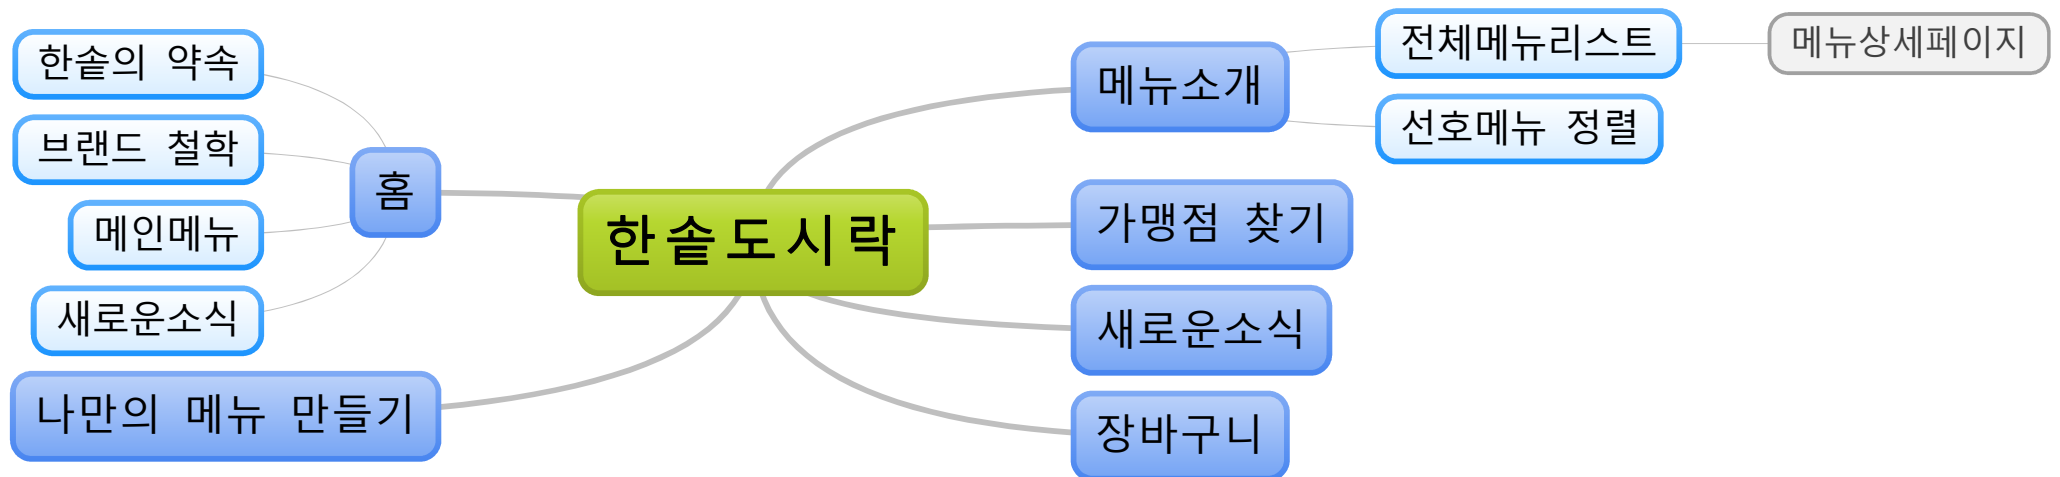 한솥도시락
홈
한솥의 약속
브랜드 철학
메인메뉴
새로운소식
나만의 메뉴 만들기
메뉴소개
전체메뉴리스트
메뉴상세페이지
선호메뉴 정렬
가맹점 찾기
새로운소식
장바구니